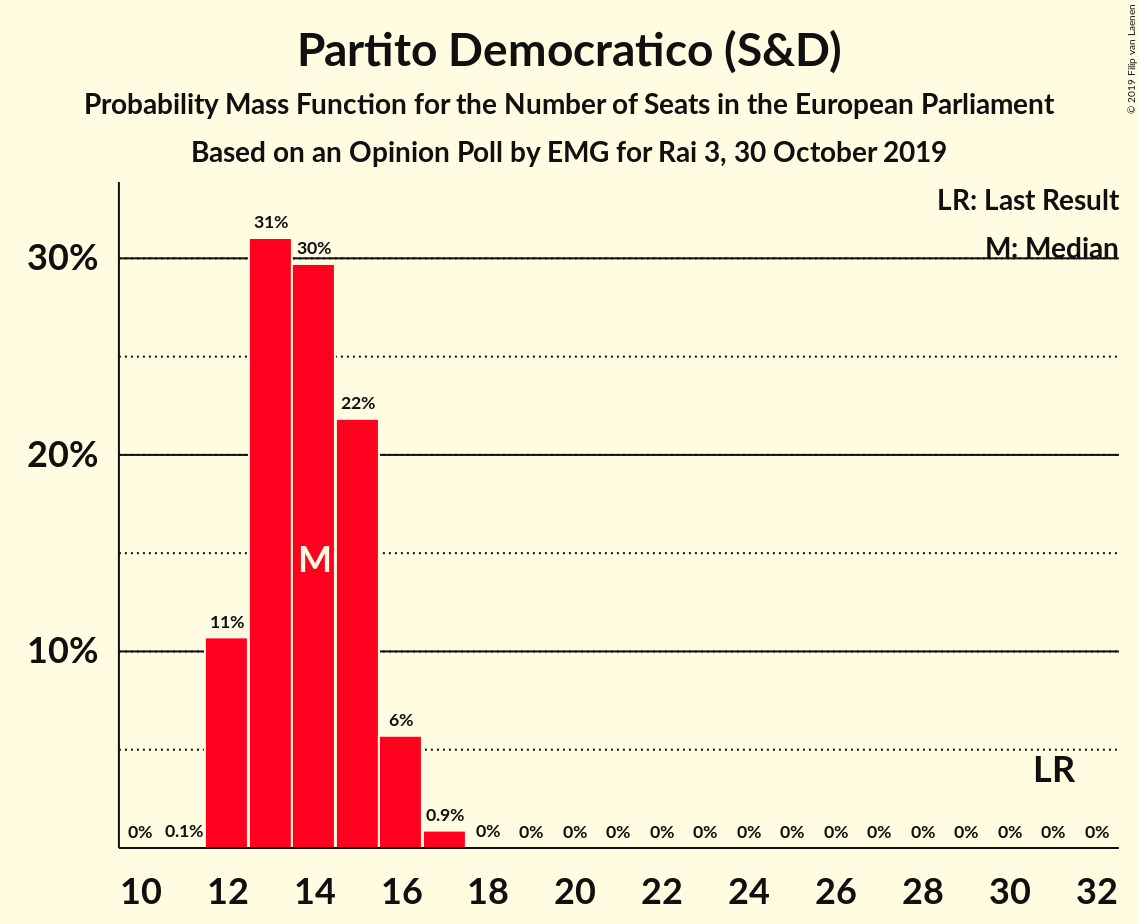 Partito Democratico (S&D)
Probability Mass Function for the Number of Seats in the European Parliament
Based on an Opinion Poll by EMG for Rai 3, 30 October 2019
© 2019 Filip van Laenen
LR: Last Result
M: Median
30%
20%
10%
0% 0.1% 11% 31% 30% 22% 6% 0.9% 0% 0% 0% 0% 0% 0% 0% 0% 0% 0% 0% 0% 0% 0% 0%
M
LR
10 12 14 16 18 20 22 24 26 28 30 32